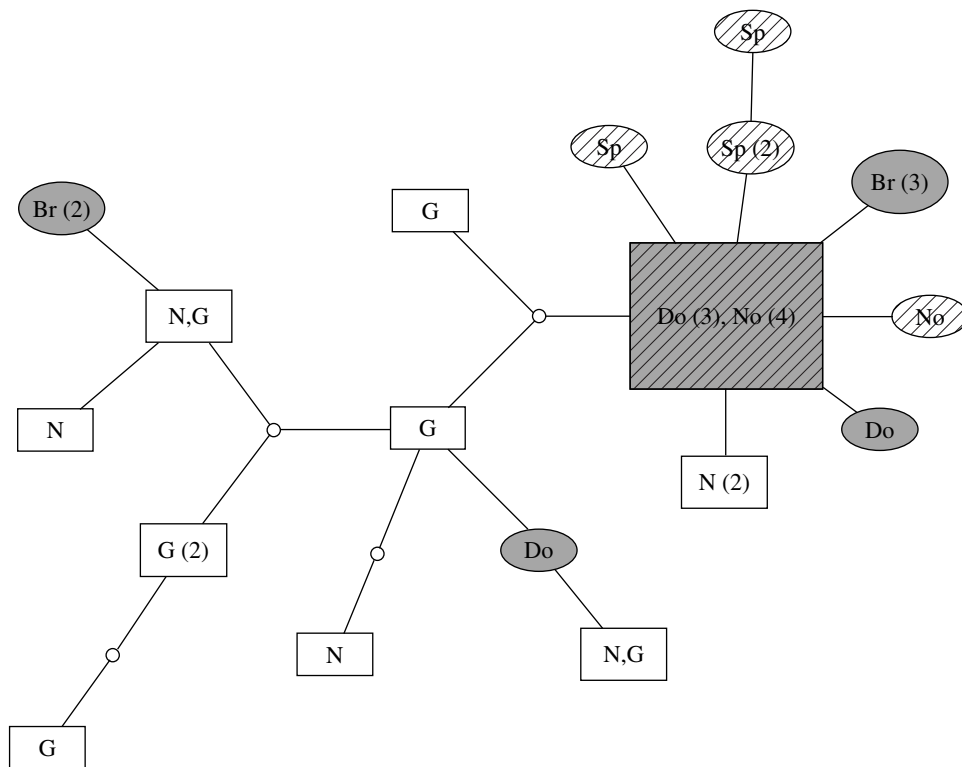 Sp
Sp
Sp (2)
Br (3)
Br (2)
G
N,G
Do (3), No (4)
No
N
G
Do
N (2)
G (2)
Do
N
N,G
G